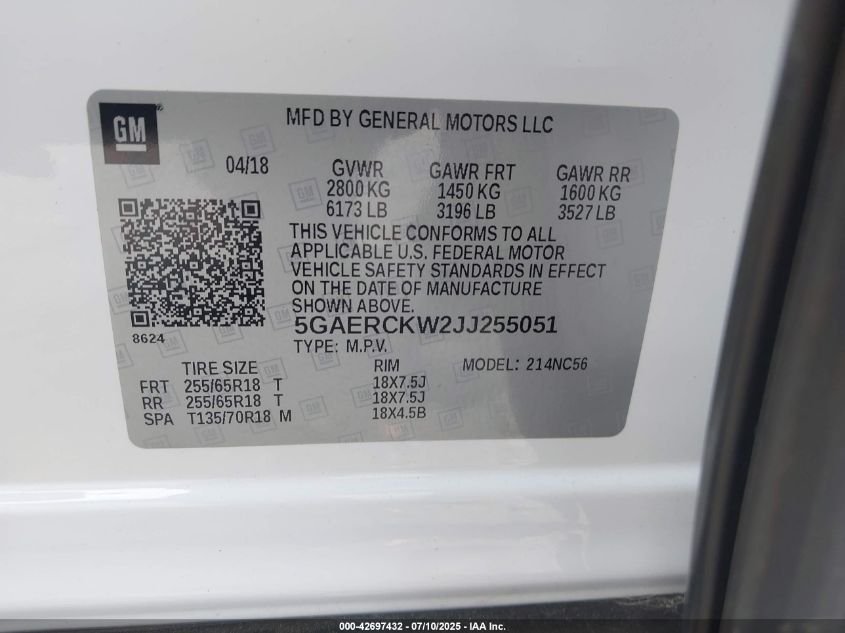 GM
MFD BY GENERAL MOTORS LLC
04/18
GVWR GAWR FRT GAWR RR
2800 KG 1450 KG 1600 KG
6173 LB 3196 LB 3527 LB
THIS VEHICLE CONFORMS TO ALL
APPLICABLE U.S. FEDERAL MOTOR
VEHICLE SAFETY STANDARDS IN EFFECT
ON THE DATE OF MANUFACTURE
SHOWN ABOVE.
5GAERCKW2JJ255051
8624
TYPE: M.P.V.
TIRE SIZE RIM MODEL: 214NC56
FRT 255/65R18 T 18X7.5J
RR 255/65R18 T 18X7.5J
SPA T135/70R18 M 18X4.5B
000-42697432 - 07/10/2025 - IAA Inc.